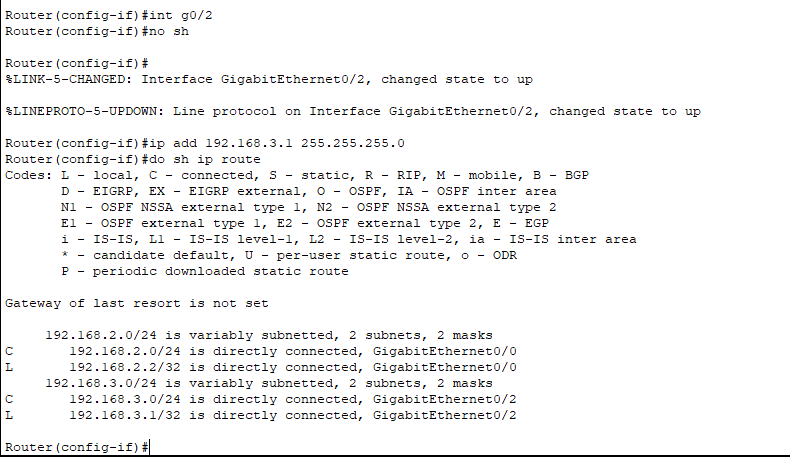 Router(config-if)#int g0/2
Router(config-if)#no sh
Router(config-if)#
%LINK-5-CHANGED: Interface GigabitEthernet0/2, changed state to up
%LINEPROTO-5-UPDOWN: Line protocol on Interface GigabitEthernet0/2, changed state to up
Router(config-if)#ip add 192.168.3.1 255.255.255.0
Router(config-if)#do sh ip route
Codes: L - local, C - connected, S - static, R - RIP, M - mobile, B - BGP
       D - EIGRP, EX - EIGRP external, O - OSPF, IA - OSPF inter area
       N1 - OSPF NSSA external type 1, N2 - OSPF NSSA external type 2
       E1 - OSPF external type 1, E2 - OSPF external type 2, E - EGP
       i - IS-IS, L1 - IS-IS level-1, L2 - IS-IS level-2, ia - IS-IS inter area
       * - candidate default, U - per-user static route, o - ODR
       P - periodic downloaded static route
Gateway of last resort is not set
     192.168.2.0/24 is variably subnetted, 2 subnets, 2 masks
C       192.168.2.0/24 is directly connected, GigabitEthernet0/0
L       192.168.2.2/32 is directly connected, GigabitEthernet0/0
     192.168.3.0/24 is variably subnetted, 2 subnets, 2 masks
C       192.168.3.0/24 is directly connected, GigabitEthernet0/2
L       192.168.3.1/32 is directly connected, GigabitEthernet0/2
Router(config-if)#